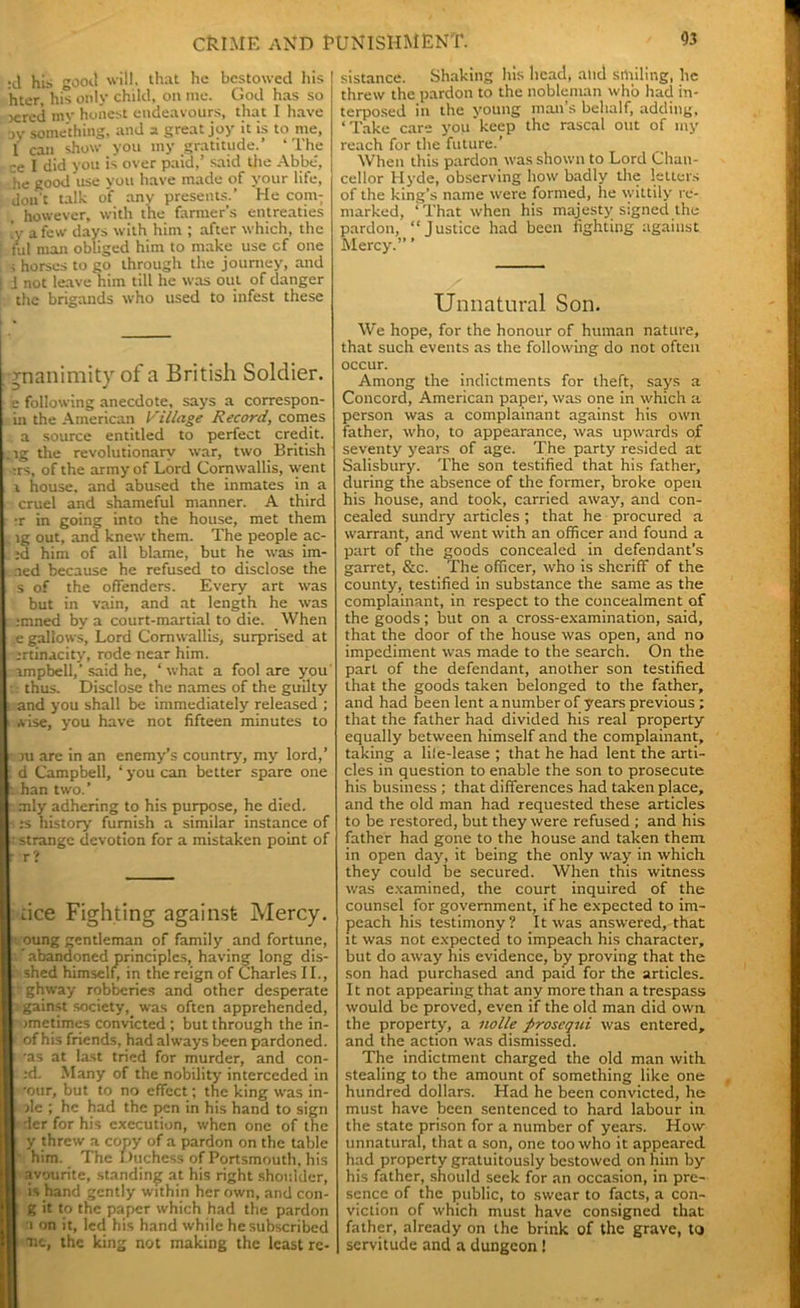 CRIME AND PUNISHMENT. 93
:d his good will, that he bestowed his
hter, his only child, on me. God has so
ered my honest endeavours, that I have
oy something, and a great joy it is to me,
I can show you my gratitude.’ ‘The
ce I did you is over paid,’ said the Abbé,
he good use you have made of your life,
don't talk of any presents.’ He com-
, however, with the farmer's entreaties
y a few days with him ; after which, the
ful man obliged him to make use of one
s horses to go through the journey, and
d not leave him till he was out of danger
the brigands who used to infest these
gnanimity of a British Soldier.
e following anecdote, says a correspon-
in the American Village Record, comes
a source entitled to perfect credit.
ng the revolutionary war, two British
ers, of the army of Lord Cornwallis, went
a house, and abused the inmates in a
cruel and shameful manner. A third
er in going into the house, met them
ng out, and knew them. The people ac-
ed him of all blame, but he was im-
ned because he refused to disclose the
s of the offenders. Every art was
but in vain, and at length he was
emned by a court-martial to die. When
e gallows, Lord Cornwallis, surprised at
ertinacity, rode near him.
ampbell,’ said he, ‘what a fool are you
thus. Disclose the names of the guilty
and you shall be immediately released ;
wise, you have not fifteen minutes to
ou are in an enemy's country, my lord,’
d Campbell, ‘you can better spare one
han two.’
mly adhering to his purpose, he died.
es history furnish a similar instance of
strange devotion for a mistaken point of
r?
tice Fighting against Mercy.
oung gentleman of family and fortune,
abandoned principles, having long dis-
shed himself, in the reign of Charles II.,
ghway robberies and other desperate
gainst society, was often apprehended,
ometimes convicted ; but through the in-
of his friends, had always been pardoned.
as at last tried for murder, and con-
ed. Many of the nobility interceded in
our, but to no effect; the king was in-
le ; he had the pen in his hand to sign
der for his execution, when one of the
y threw a copy of a pardon on the table
him. The Duchess of Portsmouth, his
avourite, standing at his right shoulder,
is hand gently within her own, and con-
g it to the paper which had the pardon
n on it, led his hand while he subscribed
me, the king not making the least re-
sistance. Shaking his head, and smiling, he
threw the pardon to the nobleman who had in-
terposed in the young man's behalf, adding,
‘Take care you keep the rascal out of my
reach for the future.’
When this pardon was shown to Lord Chan-
cellor Hyde, observing how badly the letters
of the king's name were formed, he wittily re-
marked, ‘That when his majesty signed the
pardon, “Justice had been fighting against
Mercy.”’
Unnatural Son.
We hope, for the honour of human nature,
that such events as the following do not often
occur.
Among the indictments for theft, says a
Concord, American paper, was one in which a
person was a complainant against his own
father, who, to appearance, was upwards of
seventy years of age. The party resided at
Salisbury. The son testified that his father,
during the absence of the former, broke open
his house, and took, carried away, and con-
cealed sundry articles ; that he procured a
warrant, and went with an officer and found a
part of the goods concealed in defendant's
garret, &c. The officer, who is sheriff of the
county, testified in substance the same as the
complainant, in respect to the concealment of
the goods ; but on a cross-examination, said,
that the door of the house was open, and no
impediment was made to the search. On the
part of the defendant, another son testified
that the goods taken belonged to the father,
and had been lent a number of years previous ;
that the father had divided his real property
equally between himself and the complainant,
taking a life-lease ; that he had lent the arti-
cles in question to enable the son to prosecute
his business ; that differences had taken place,
and the old man had requested these articles
to be restored, but they were refused ; and his
father had gone to the house and taken them
in open day, it being the only way in which
they could be secured. When this witness
was examined, the court inquired of the
counsel for government, if he expected to im-
peach his testimony? It was answered, that
it was not expected to impeach his character,
but do away his evidence, by proving that the
son had purchased and paid for the articles.
It not appearing that any more than a trespass
would be proved, even if the old man did own
the property, a nolle prosequi was entered,
and the action was dismissed.
The indictment charged the old man with
stealing to the amount of something like one
hundred dollars. Had he been convicted, he
must have been sentenced to hard labour in
the state prison for a number of years. How
unnatural, that a son, one too who it appeared
had property gratuitously bestowed on him by
his father, should seek for an occasion, in pre-
sence of the public, to swear to facts, a con-
viction of which must have consigned that
father, already on the brink of the grave, to
servitude and a dungeon !